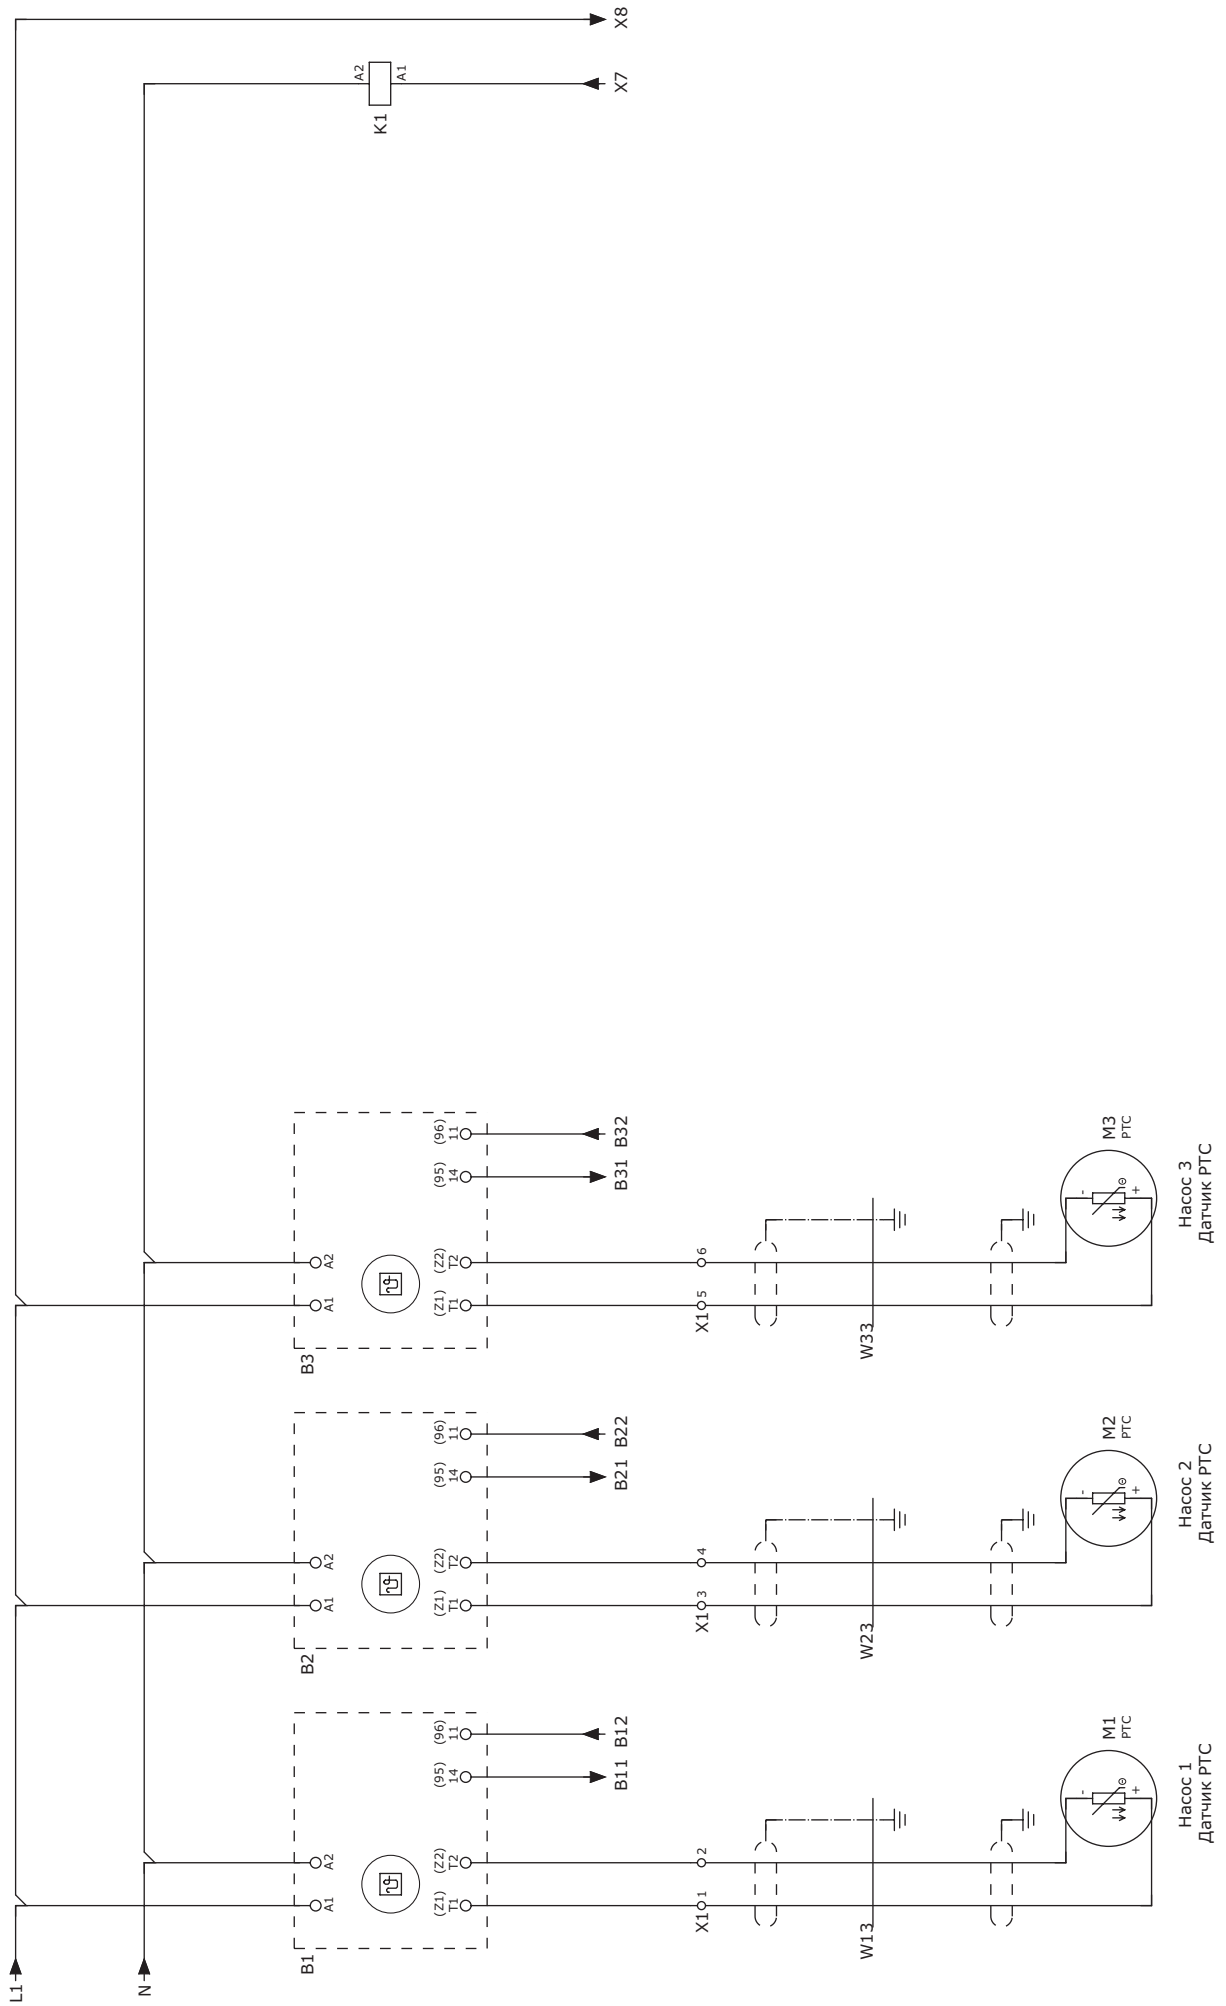 L1
N
B1
A1
A2
(Z1)
T1
(Z2)
T2
(95)
14
(96)
11
B11
B12
X1
1
2
W13
-
+
Θ
M1
PTC
Насос 1
Датчик PTC
B2
A1
A2
(Z1)
T1
(Z2)
T2
(95)
14
(96)
11
B21
B22
X1
3
4
W23
-
+
Θ
M2
PTC
Насос 2
Датчик PTC
B3
A1
A2
(Z1)
T1
(Z2)
T2
(95)
14
(96)
11
B31
B32
X1
5
6
W33
-
+
Θ
M3
PTC
Насос 3
Датчик PTC
K1
A2
A1
X7
X8